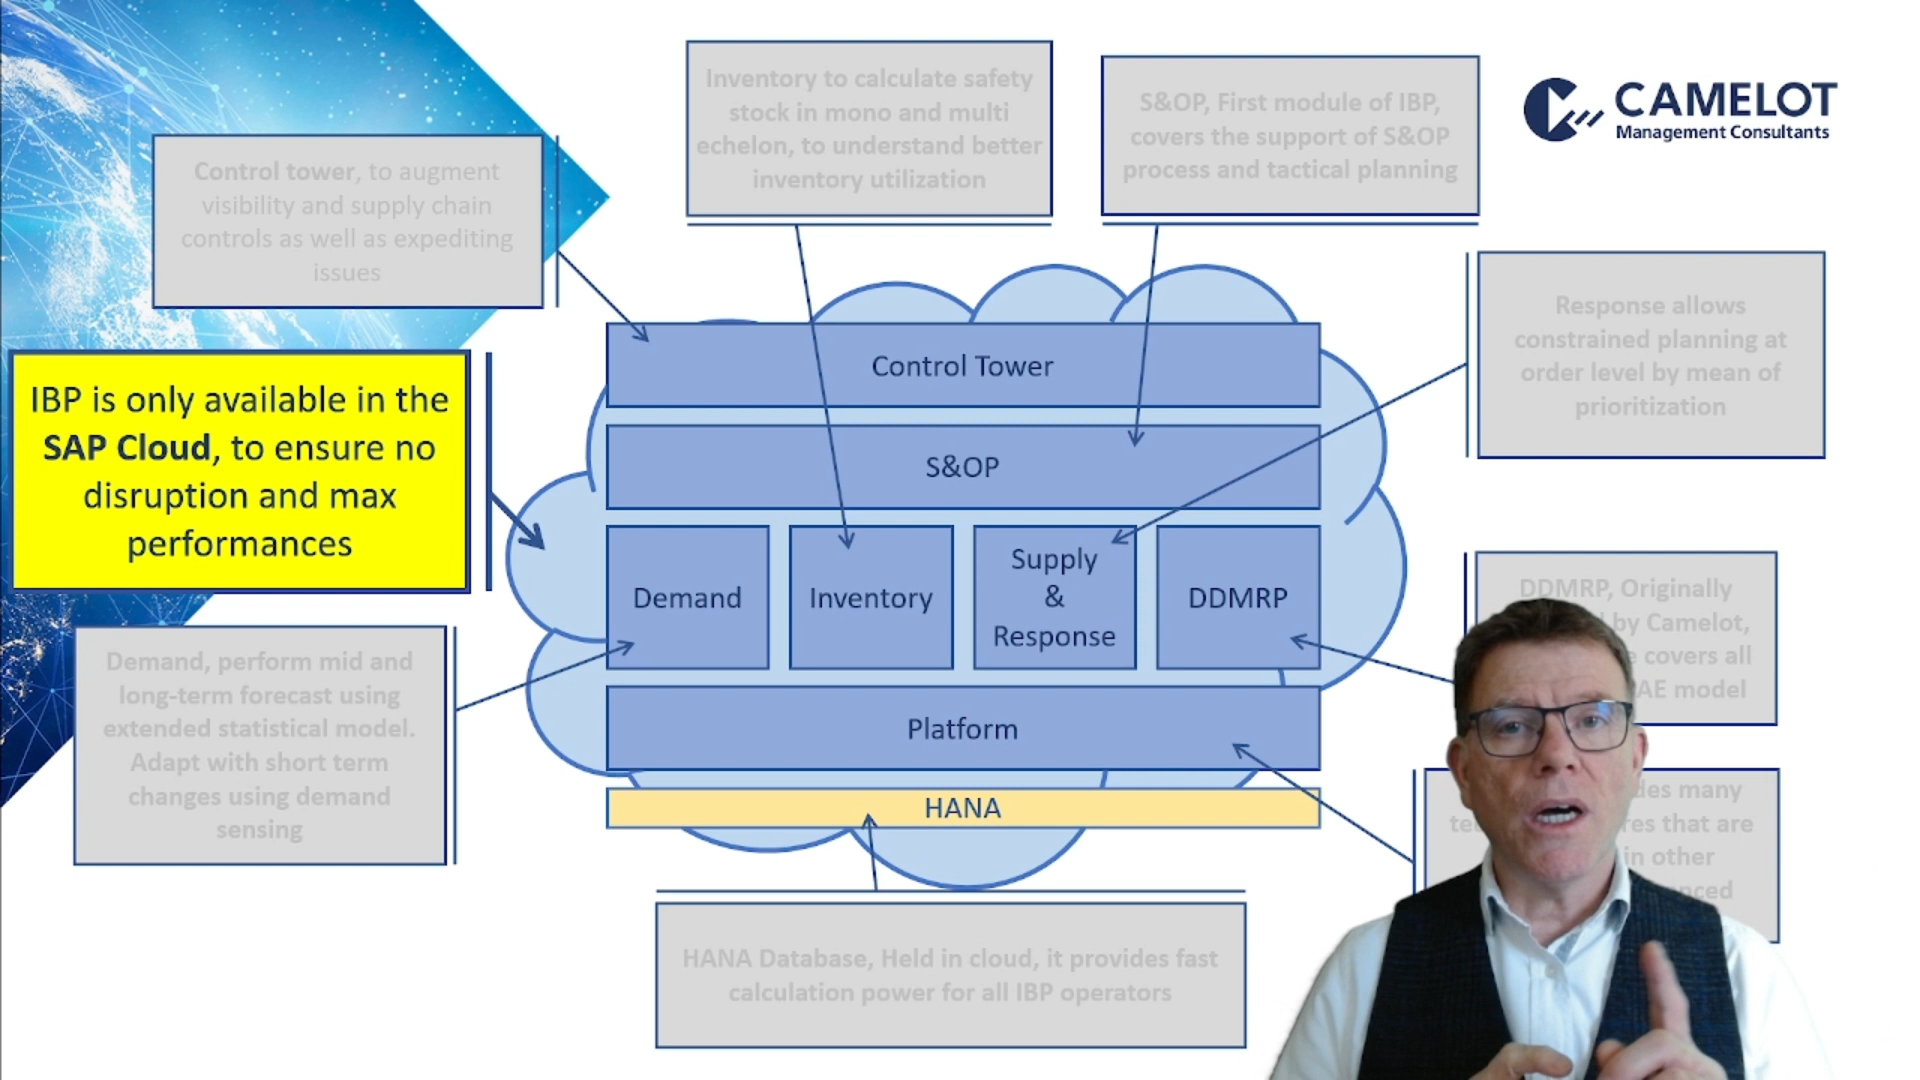 Inventory to calculate safety
stock in mono and multi
echelon, to understand better
inventory utilization
S&OP, First module of IBP,
covers the support of S&OP
process and tactical planning
CAMELOT
Management Consultants
Control tower, to augment
visibility and supply chain
controls as well as expediting
issues
Response allows
constrained planning at
order level by mean of
prioritization
IBP is only available in the
SAP Cloud, to ensure no
disruption and max
performances
Control Tower
S&OP
Demand
Inventory
Supply
&
Response
DDMRP
Platform
HANA
DDMRP, Originally
by Camelot,
covers all
model
Demand, perform mid and
long-term forecast using
extended statistical model.
Adapt with short term
changes using demand
sensing
many
that are
in other
HANA Database, Held in cloud, it provides fast
calculation power for all IBP operators